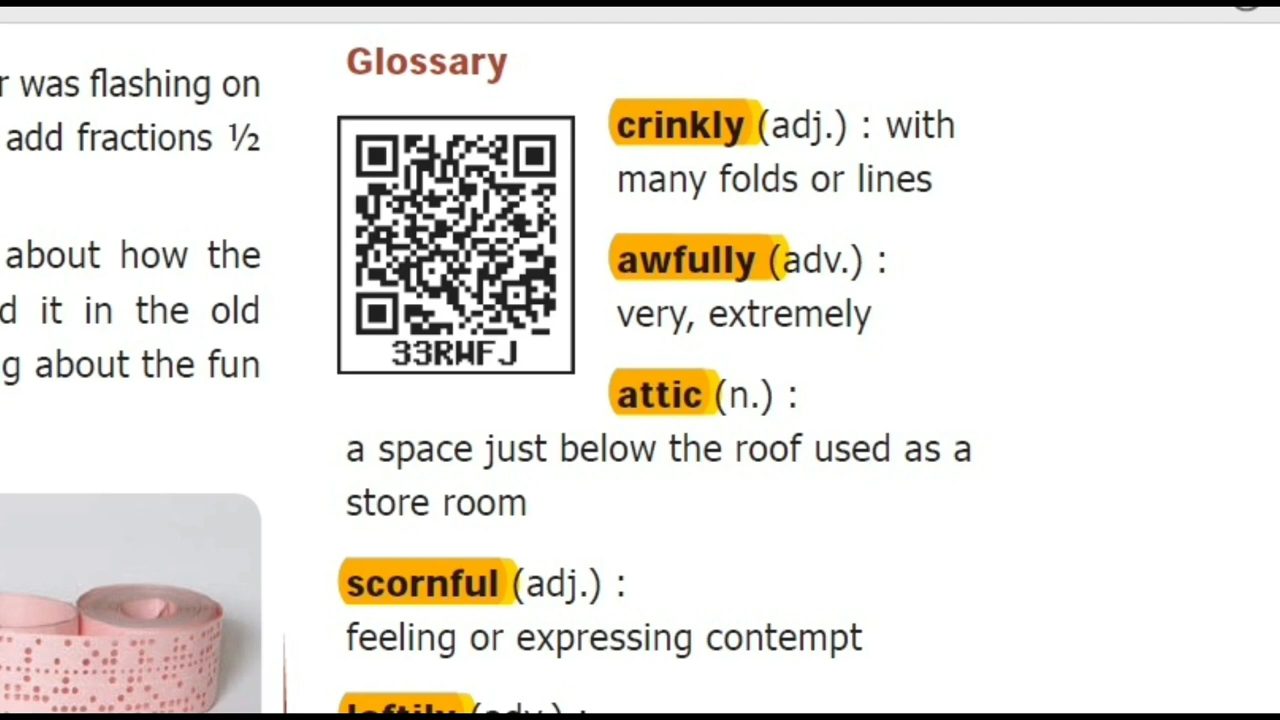 r was flashing on
add fractions ½
about how the
d it in the old
g about the fun
Glossary
33RWFJ
crinkly (adj.) : with
many folds or lines
awfully (adv.) :
very, extremely
attic (n.) :
a space just below the roof used as a
store room
scornful (adj.) :
feeling or expressing contempt
loftily (adv.) :